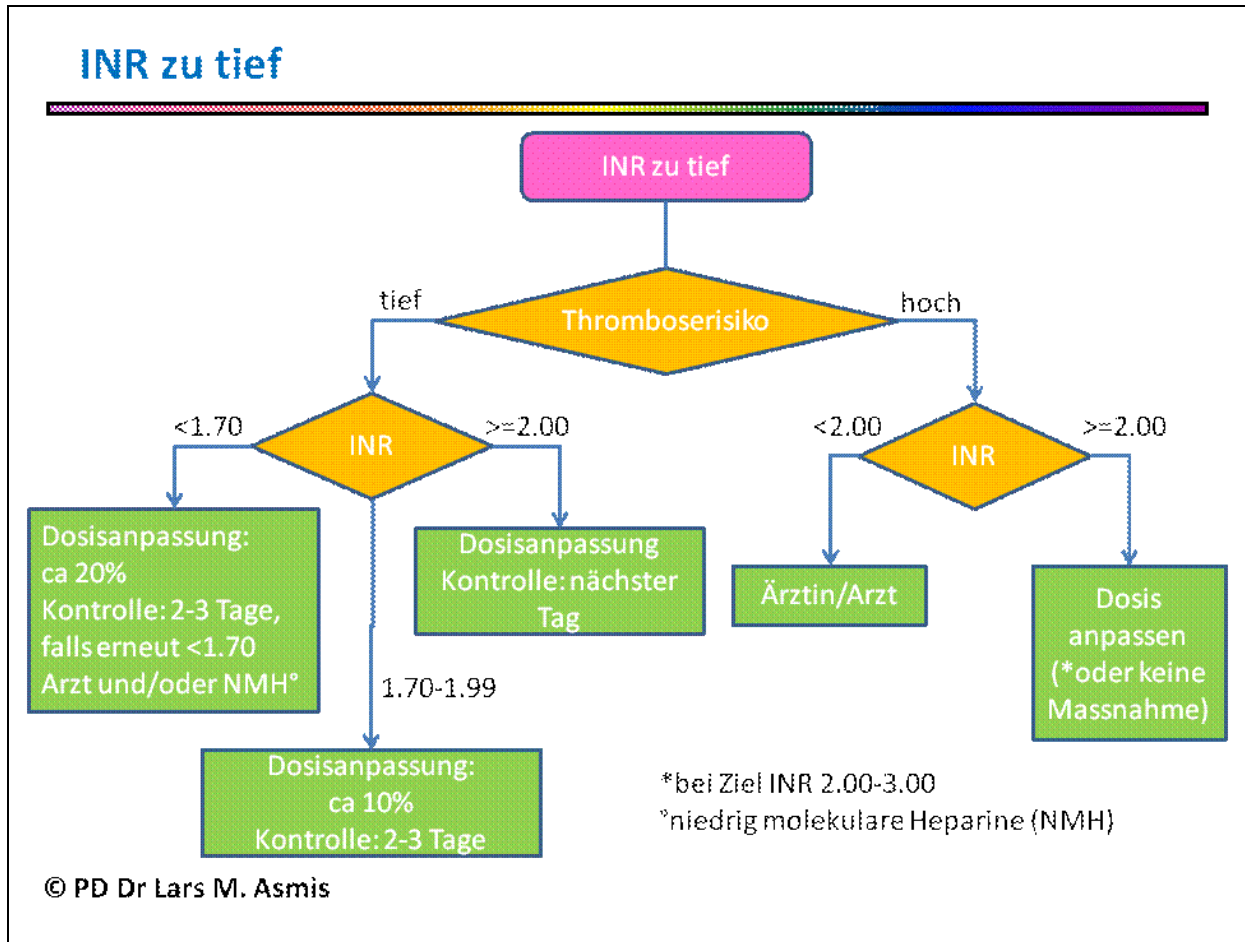 INR zu tief
INR zu tief
tief
Thromboserisiko
hoch
<1.70
INR
>=2.00
<2.00
INR
>=2.00
Dosisanpassung:
ca 20%
Kontrolle: 2-3 Tage,
falls erneut <1.70
Arzt und/oder NMH°
Dosisanpassung
Kontrolle: nächster
Tag
Ärztin/Arzt
Dosis
anpassen
(*oder keine
Massnahme)
1.70-1.99
Dosisanpassung:
ca 10%
Kontrolle: 2-3 Tage
*bei Ziel INR 2.00-3.00
°niedrig molekulare Heparine (NMH)
© PD Dr Lars M. Asmis